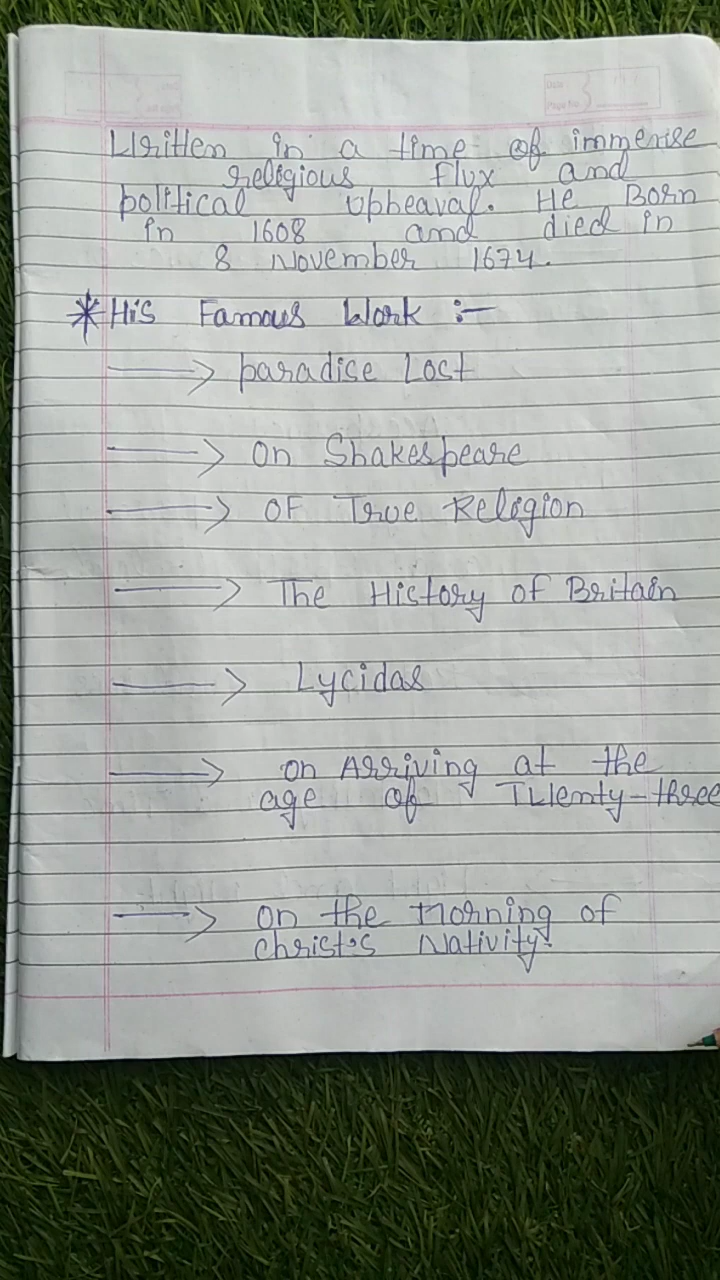 Written in a time of immense
religious flux and
political upheaval. He Born
in 1608 and died in
8 November 1674.
* His Famous Work :-
→ paradise Lost
→ on Shakespeare
→ OF True Religion
→ The History of Britain
→ Lycidas
→ on Arriving at the
age of Twenty-three
→ on the Morning of
christ's Nativity.